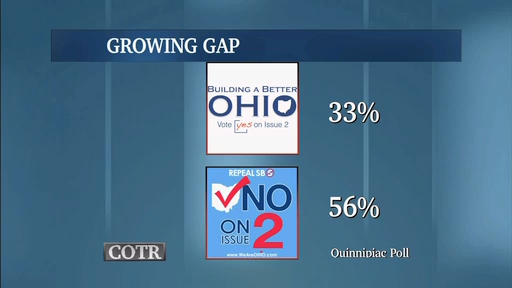 GROWING GAP
BUILDING A BETTER
OHIO
Vote yes on Issue 2
33%
REPEAL SB 5
NO
ON
ISSUE 2
www.WeAreOHIO.com
56%
COTR
Quinnipiac Poll